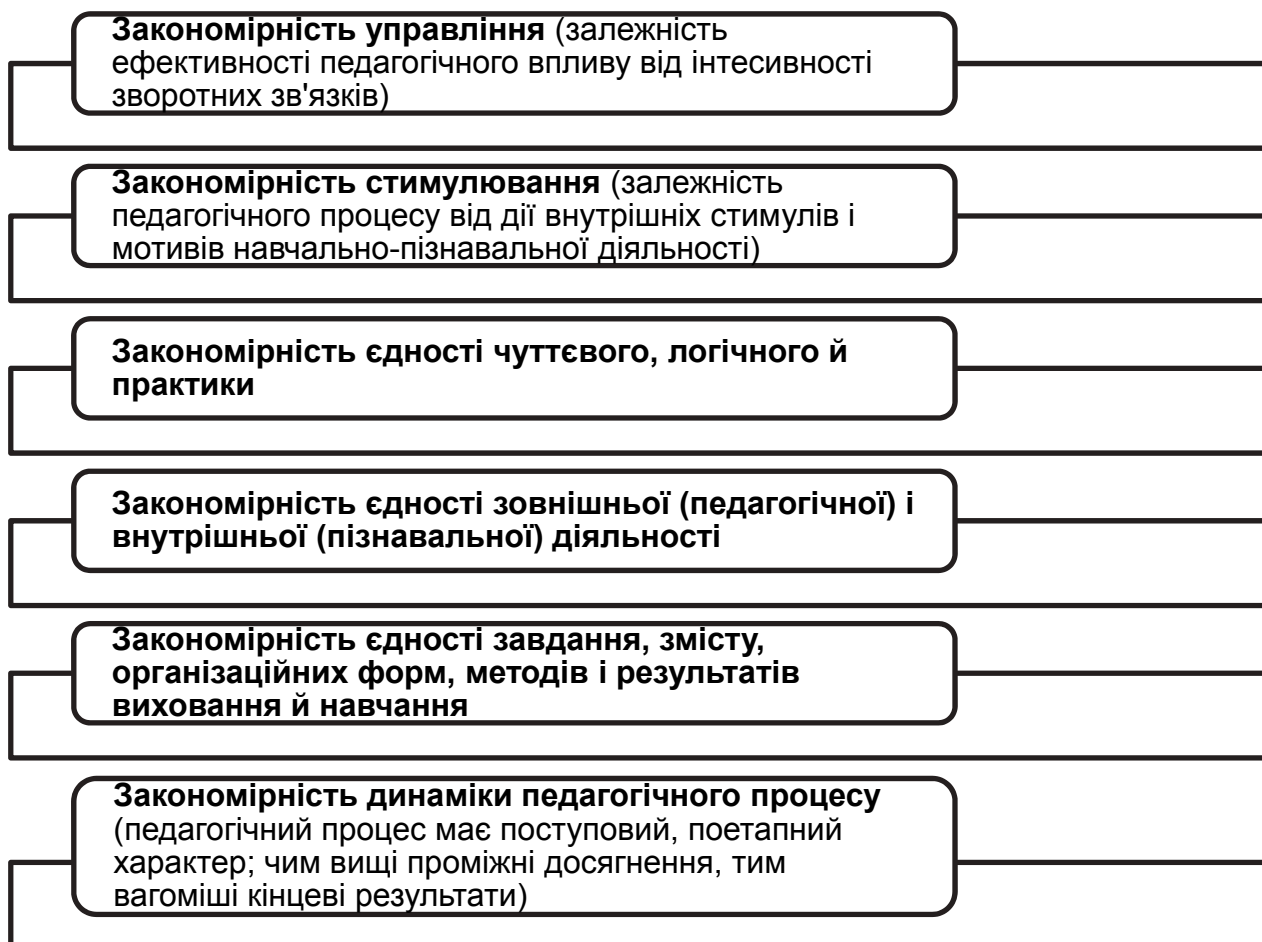 Закономірність управління (залежність
ефективності педагогічного впливу від інтесивності
зворотних зв'язків)
Закономірність стимулювання (залежність
педагогічного процесу від дії внутрішніх стимулів і
мотивів навчально-пізнавальної діяльності)
Закономірність єдності чуттєвого, логічного й
практики
Закономірність єдності зовнішньої (педагогічної) і
внутрішньої (пізнавальної) діяльності
Закономірність єдності завдання, змісту,
організаційних форм, методів і результатів
виховання й навчання
Закономірність динаміки педагогічного процесу
(педагогічний процес має поступовий, поетапний
характер; чим вищі проміжні досягнення, тим
вагоміші кінцеві результати)